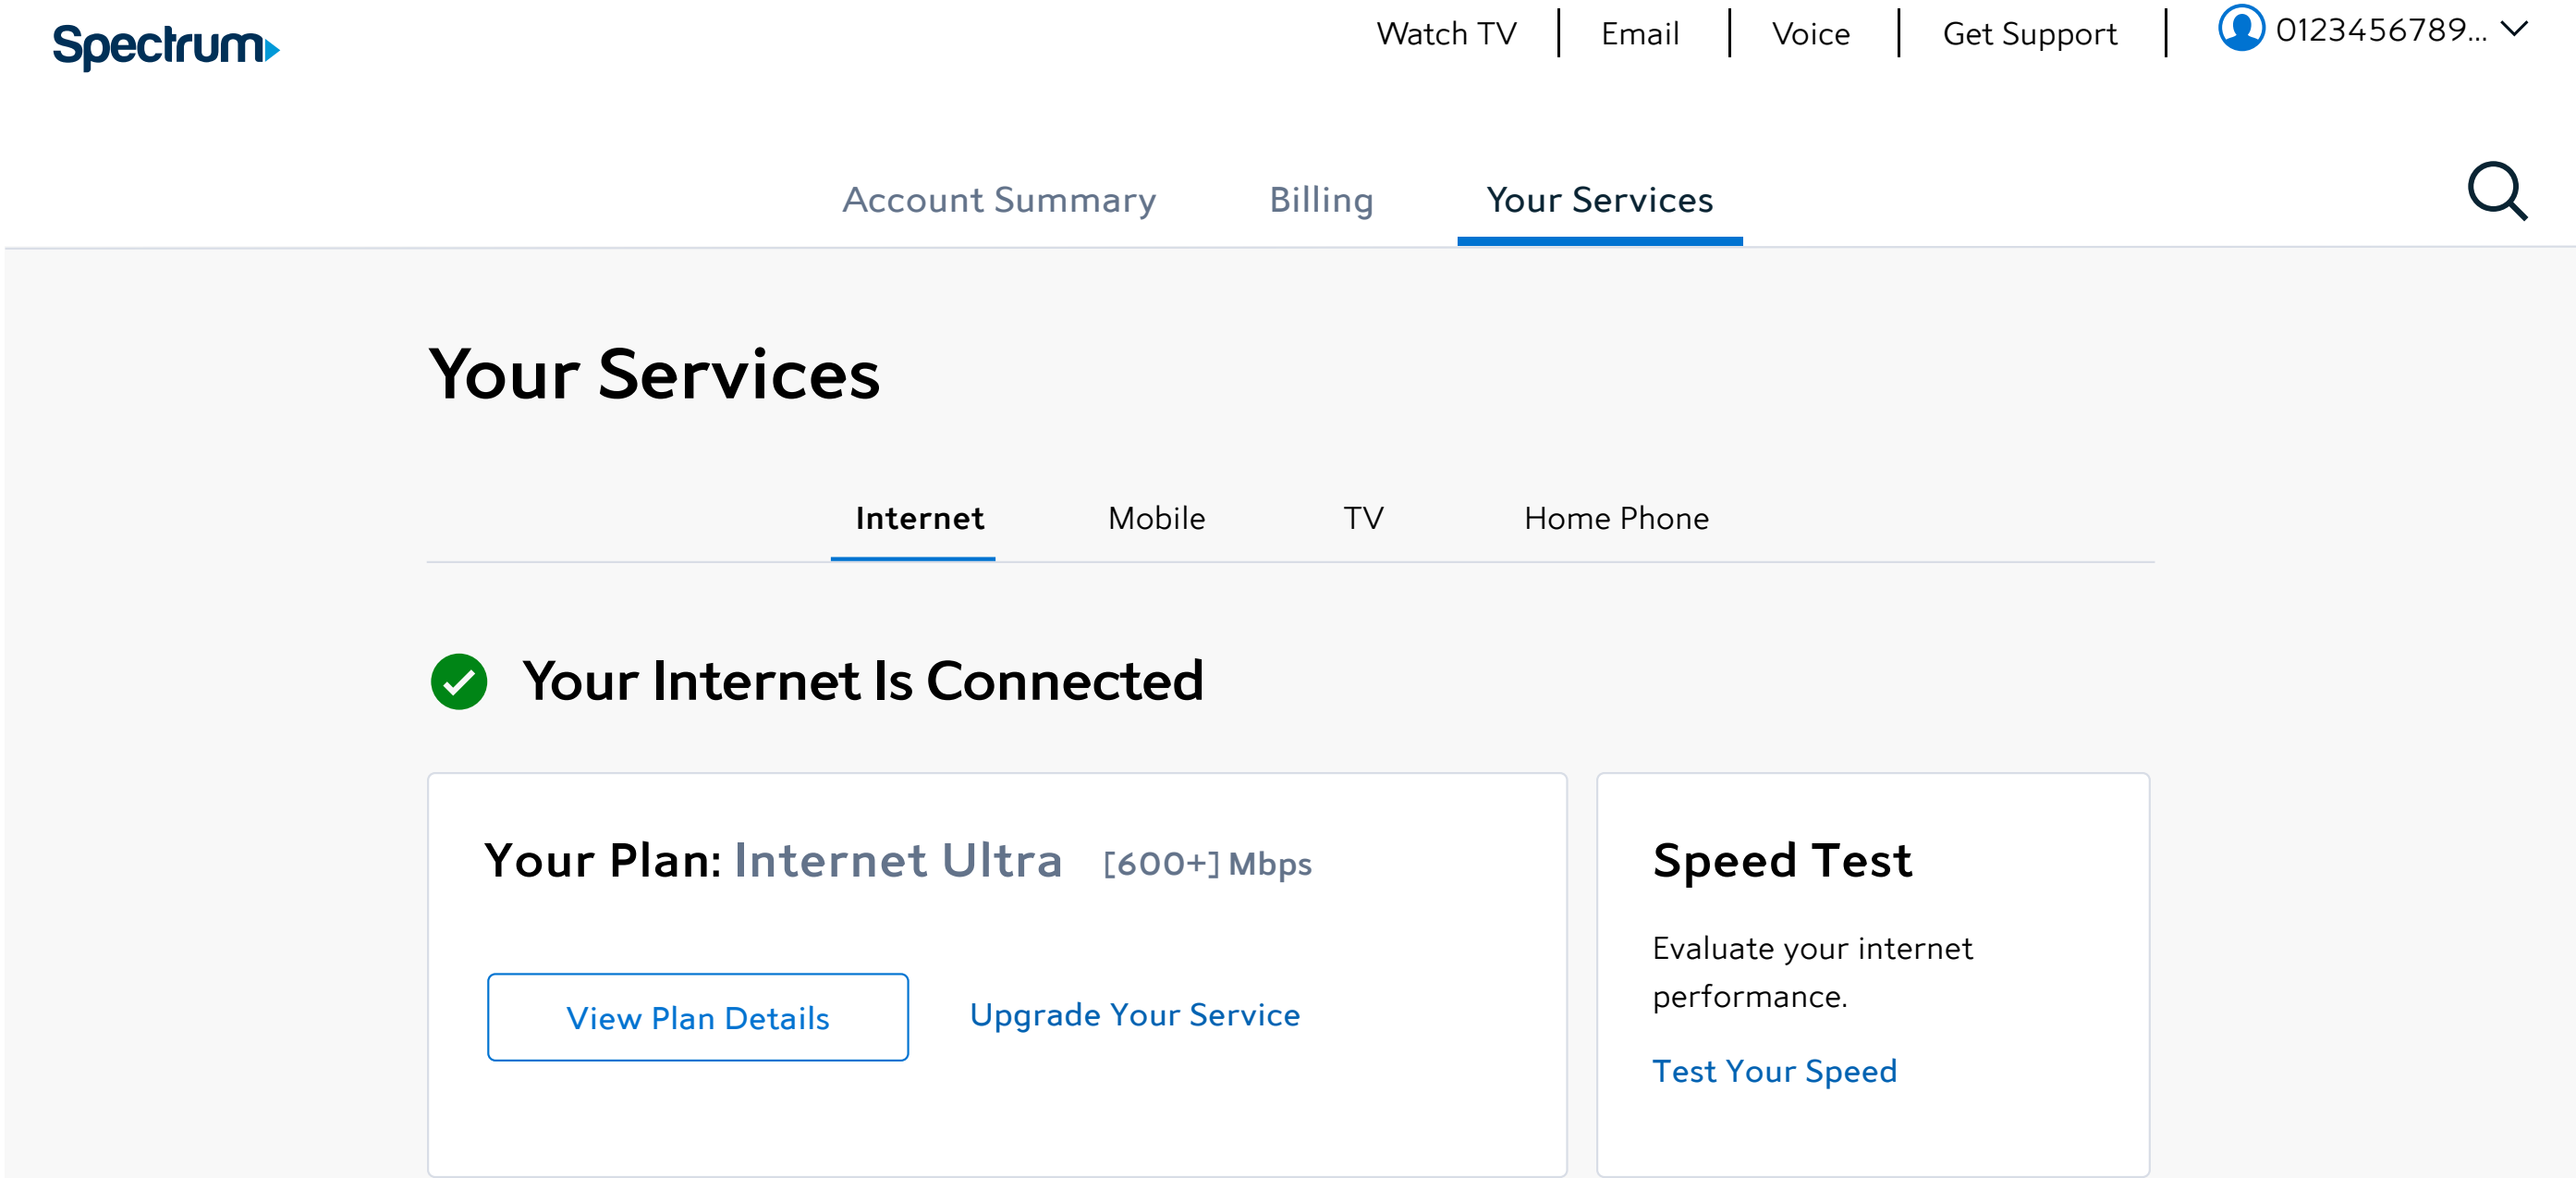 Spectrum
Watch TV
Email
Voice
Get Support
0123456789...
Account Summary
Billing
Your Services
Your Services
Internet
Mobile
TV
Home Phone
Your Internet Is Connected
Your Plan: Internet Ultra [600+] Mbps
View Plan Details
Upgrade Your Service
Speed Test
Evaluate your internet
performance.
Test Your Speed